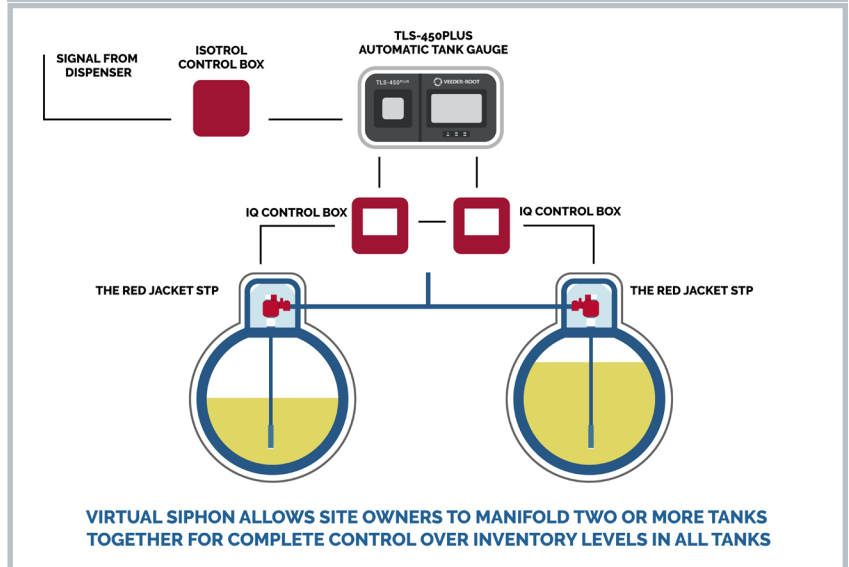 SIGNAL FROM
DISPENSER
ISOTROL
CONTROL BOX
TLS-450PLUS
AUTOMATIC TANK GAUGE
TLS-450PLUS
VEEDER-ROOT
IQ CONTROL BOX
IQ CONTROL BOX
THE RED JACKET STP
THE RED JACKET STP
VIRTUAL SIPHON ALLOWS SITE OWNERS TO MANIFOLD TWO OR MORE TANKS
TOGETHER FOR COMPLETE CONTROL OVER INVENTORY LEVELS IN ALL TANKS